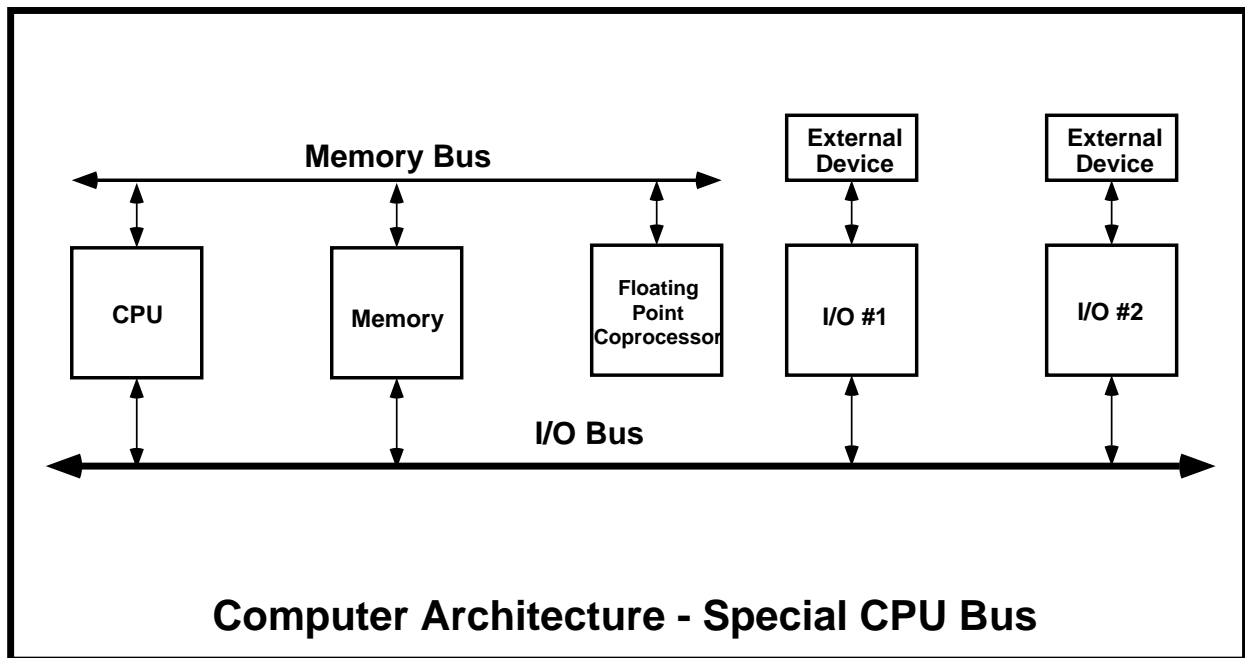 External
Device
External
Device
Memory Bus
CPU
Memory
Floating
Point
Coprocessor
I/O #1
I/O #2
I/O Bus
Computer Architecture - Special CPU Bus